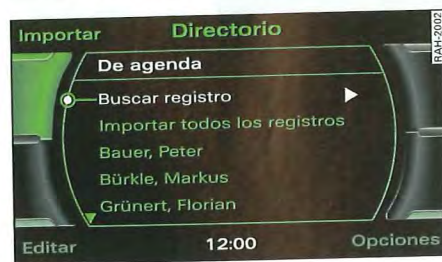 Importar
Directorio
RAH-2002
De agenda
Buscar registro
Importar todos los registros
Bauer, Peter
Bürkle, Markus
Grünert, Florian
Editar
12:00
Opciones